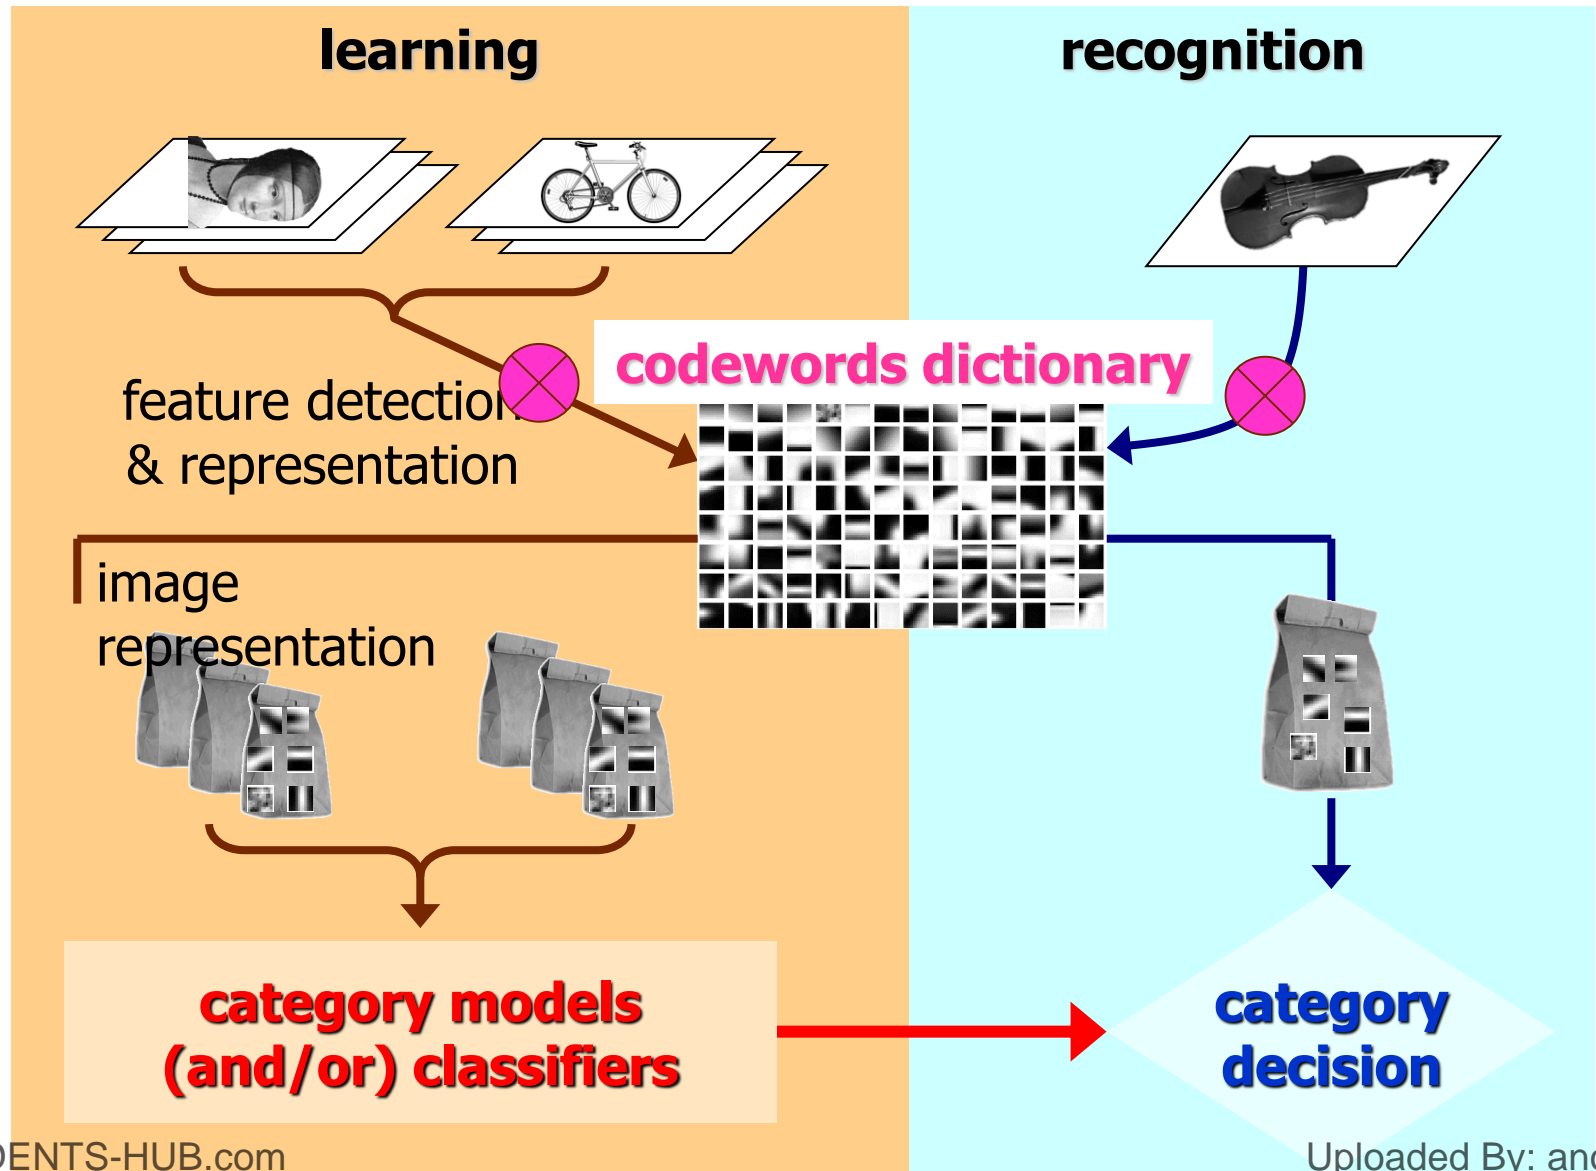 learning
recognition
codewords dictionary
feature detection
& representation
image
representation
category models
(and/or) classifiers
category
decision
DENTS-HUB.com
Uploaded By: